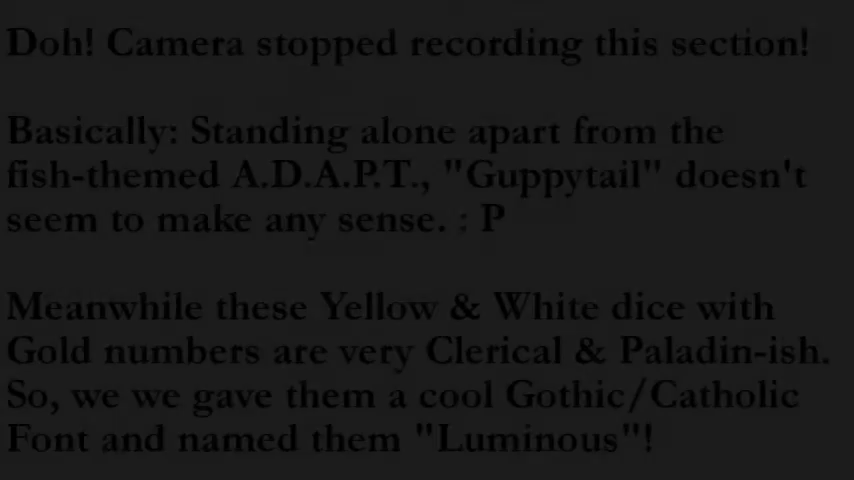 Doh! Camera stopped recording this section!
Basically: Standing alone apart from the
fish-themed A.D.A.P.T., "Guppytail" doesn't
seem to make any sense. : P
Meanwhile these Yellow & White dice with
Gold numbers are very Clerical & Paladin-ish.
So, we we gave them a cool Gothic/Catholic
Font and named them "Luminous"!